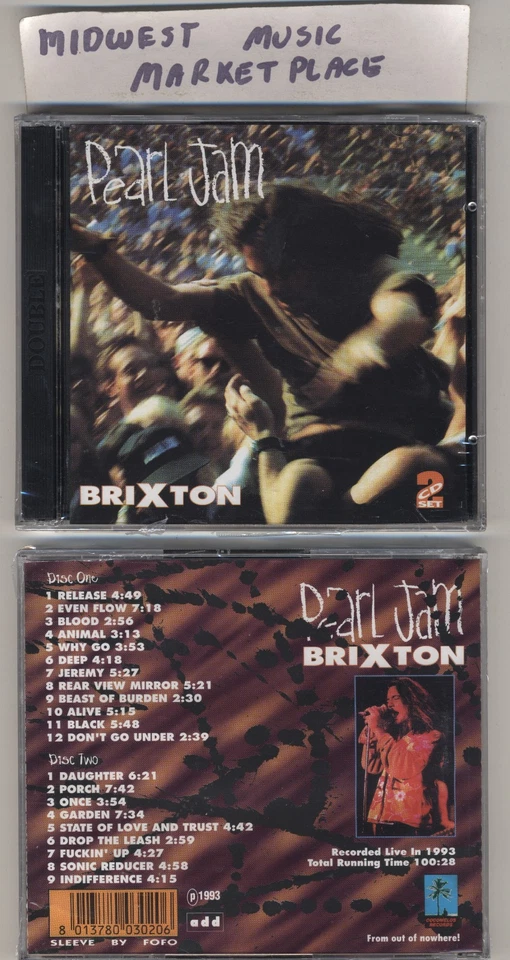 MIDWEST MUSIC
MARKETPLACE
DOUBLE
PEARL JAM
BRIXTON
2
CD
SET
Disc One
1 RELEASE 4:49
2 EVEN FLOW 7:18
3 BLOOD 2:56
4 ANIMAL 3:13
5 WHY GO 3:53
6 DEEP 4:18
7 JEREMY 5:27
8 REAR VIEW MIRROR 5:21
9 BEAST OF BURDEN 2:30
10 ALIVE 5:15
11 BLACK 5:48
12 DON'T GO UNDER 2:39
Disc Two
1 DAUGHTER 6:21
2 PORCH 7:42
3 ONCE 3:54
4 GARDEN 7:34
5 STATE OF LOVE AND TRUST 4:42
6 DROP THE LEASH 2:59
7 FUCKIN' UP 4:27
8 SONIC REDUCER 4:58
9 INDIFFERENCE 4:15
8 013780 030206
SLEEVE BY FOFO
℗1993
add
PEARL JAM
BRIXTON
Recorded Live In 1993
Total Running Time 100:28
COCONELUS
RECORDS
From out of nowhere!